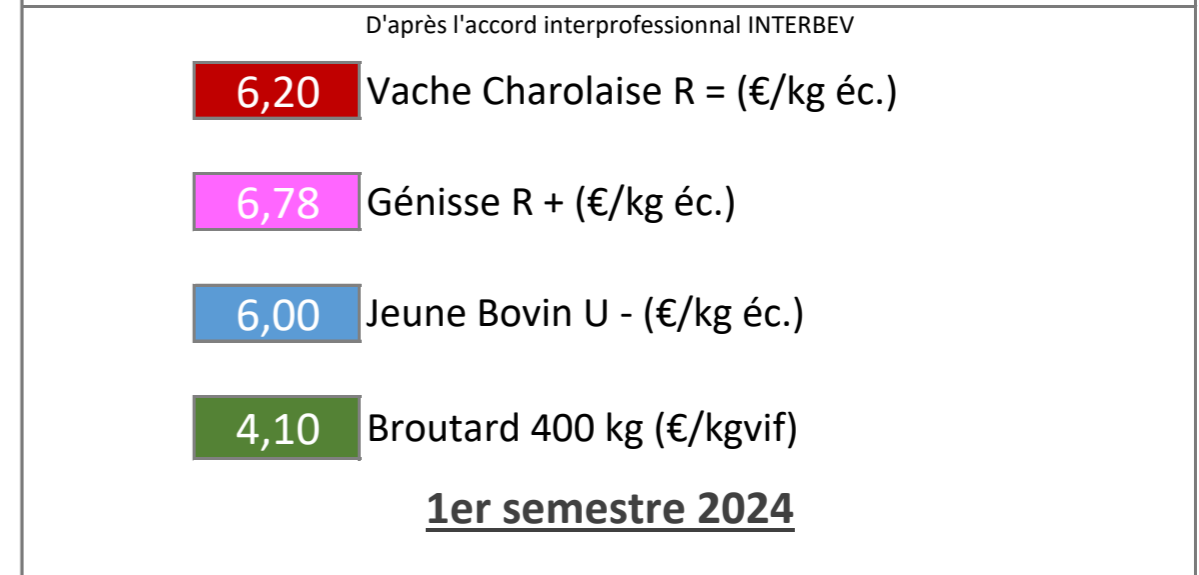 D'après l'accord interprofessionnal INTERBEV
6,20 Vache Charolaise R = (€/kg éc.)
6,78 Génisse R + (€/kg éc.)
6,00 Jeune Bovin U - (€/kg éc.)
4,10 Broutard 400 kg (€/kgvif)
1er semestre 2024